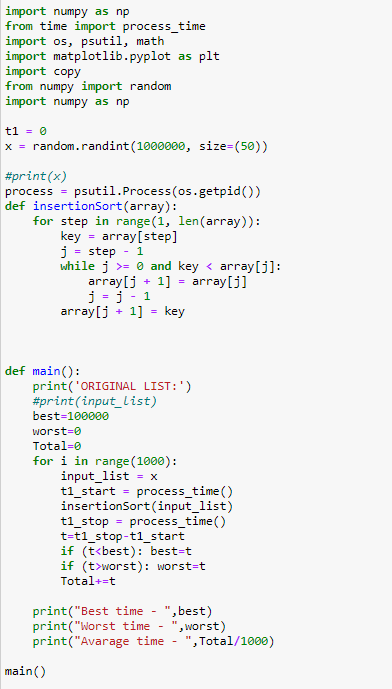 import numpy as np
from time import process_time
import os, psutil, math
import matplotlib.pyplot as plt
import copy
from numpy import random
import numpy as np
t1 = 0
x = random.randint(1000000, size=(50))
#print(x)
process = psutil.Process(os.getpid())
def insertionSort(array):
    for step in range(1, len(array)):
        key = array[step]
        j = step - 1
        while j >= 0 and key < array[j]:
            array[j + 1] = array[j]
            j = j - 1
        array[j + 1] = key
def main():
    print('ORIGINAL LIST:')
    #print(input_list)
    best=100000
    worst=0
    Total=0
    for i in range(1000):
        input_list = x
        t1_start = process_time()
        insertionSort(input_list)
        t1_stop = process_time()
        t=t1_stop-t1_start
        if (t<best): best=t
        if (t>worst): worst=t
        Total+=t
    print("Best time - ",best)
    print("Worst time - ",worst)
    print("Avarage time - ",Total/1000)
main()